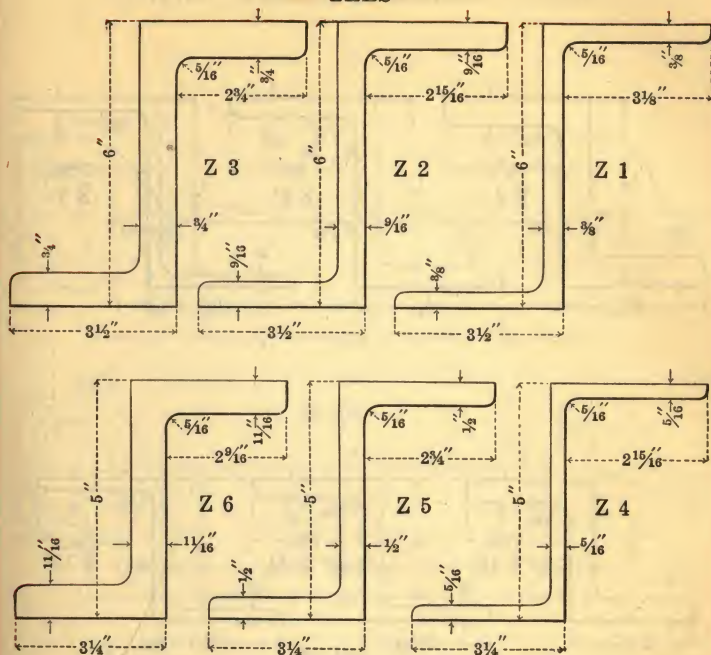 5/16″ 3/4″ 5/16″ 9/16″ 5/16″ 3/8″
2 3/4″ 2 15/16″ 3 1/8″
6″ 6″ 6″
Z 3 Z 2 Z 1
3/4″ 9/16″ 3/8″
3/4″ 9/16″ 3/8″
3 1/2″ 3 1/2″ 3 1/2″
5/16″ 11/16″ 5/16″ 1/2″ 5/16″ 5/16″
2 9/16″ 2 3/4″ 2 15/16″
5″ 5″ 5″
Z 6 Z 5 Z 4
11/16″ 1/2″ 5/16″
11/16″ 1/2″ 5/16″
3 1/4″ 3 1/4″ 3 1/4″